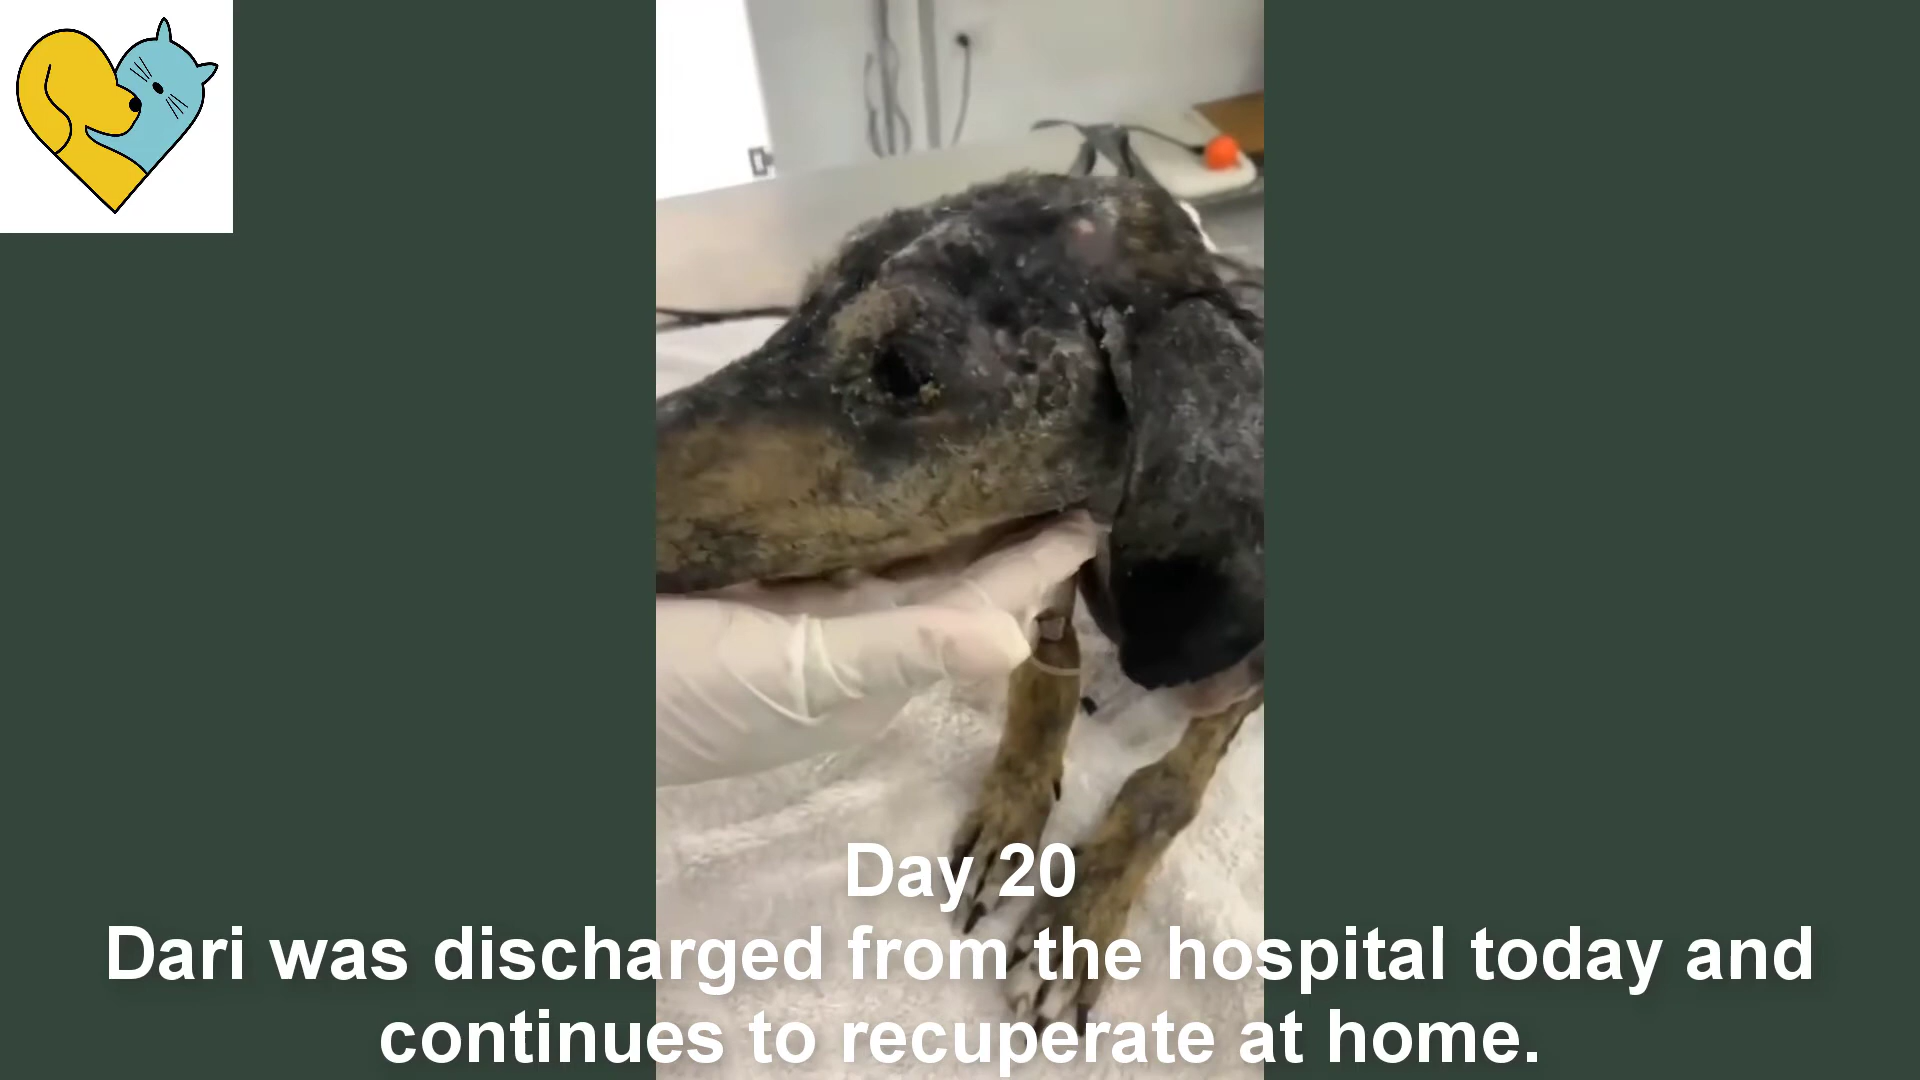 Day 20
Dari was discharged from the hospital today and
continues to recuperate at home.